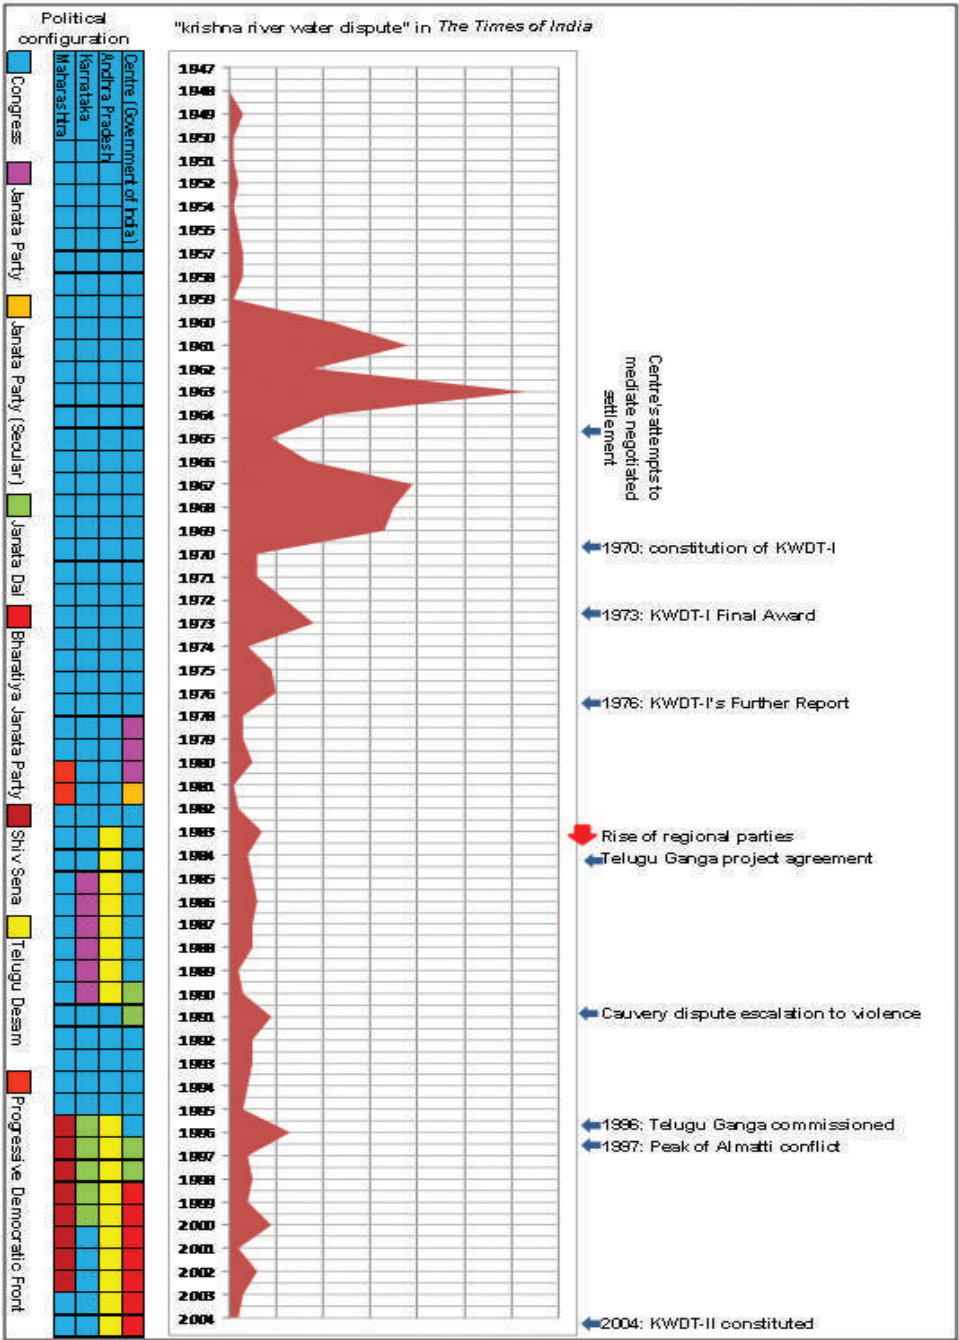 Political
configuration
"krishna river water dispute" in The Times of India
Maharashtra
Karnataka
Andhra Pradesh
Centre (Government of India)
Congress
Janata Party
Janata Party (Secular)
Janata Dal
Bharatiya Janata Party
Shiv Sena
Telugu Desam
Progressive Democratic Front
1947
1948
1949
1950
1951
1952
1954
1955
1957
1958
1959
1960
1961
1962
1963
1964
1965
1966
1967
1968
1969
1970
1971
1972
1973
1974
1975
1976
1978
1979
1980
1981
1982
1983
1984
1985
1986
1987
1988
1989
1990
1991
1992
1993
1994
1995
1996
1997
1998
1999
2000
2001
2002
2003
2004
Centre's attempts to
mediate negotiated
settlement
1970: constitution of KWDT-I
1973: KWDT-I Final Award
1976: KWDT-I's Further Report
Rise of regional parties
Telugu Ganga project agreement
Cauvery dispute escalation to violence
1996: Telugu Ganga commissioned
1997: Peak of Almatti conflict
2004: KWDT-II constituted